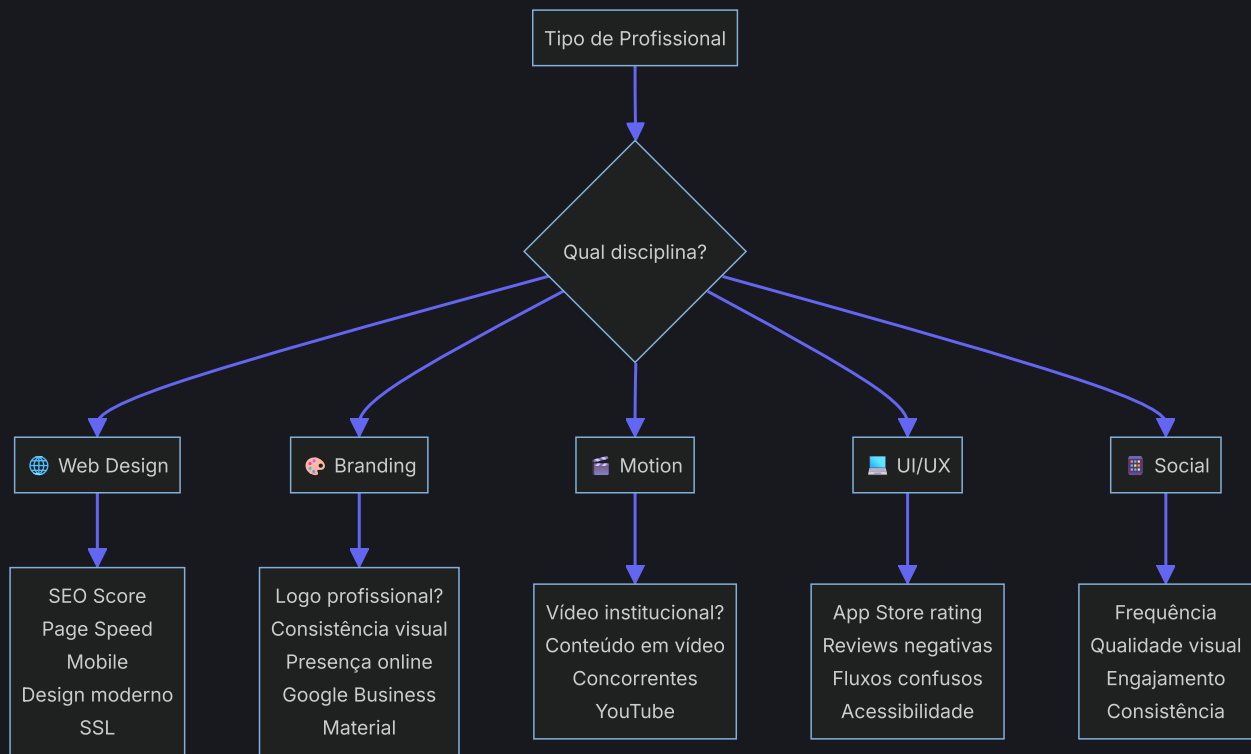 Tipo de Profissional
Qual disciplina?
🌐 Web Design
🎨 Branding
🎬 Motion
💻 UI/UX
📱 Social
SEO Score
Page Speed
Mobile
Design moderno
SSL
Logo profissional?
Consistência visual
Presença online
Google Business
Material
Vídeo institucional?
Conteúdo em vídeo
Concorrentes
YouTube
App Store rating
Reviews negativas
Fluxos confusos
Acessibilidade
Frequência
Qualidade visual
Engajamento
Consistência